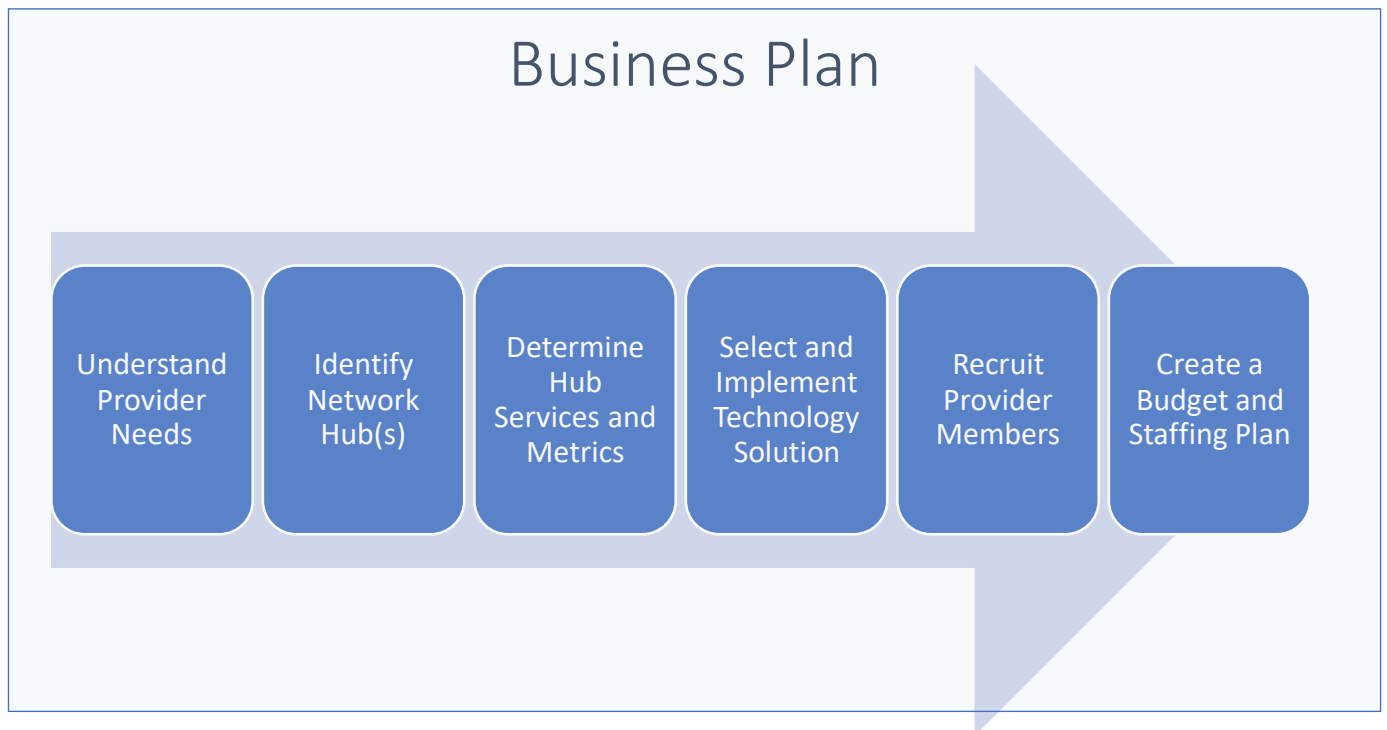 Business Plan
Understand
Provider
Needs
Identify
Network
Hub(s)
Determine
Hub
Services and
Metrics
Select and
Implement
Technology
Solution
Recruit
Provider
Members
Create a
Budget and
Staffing Plan